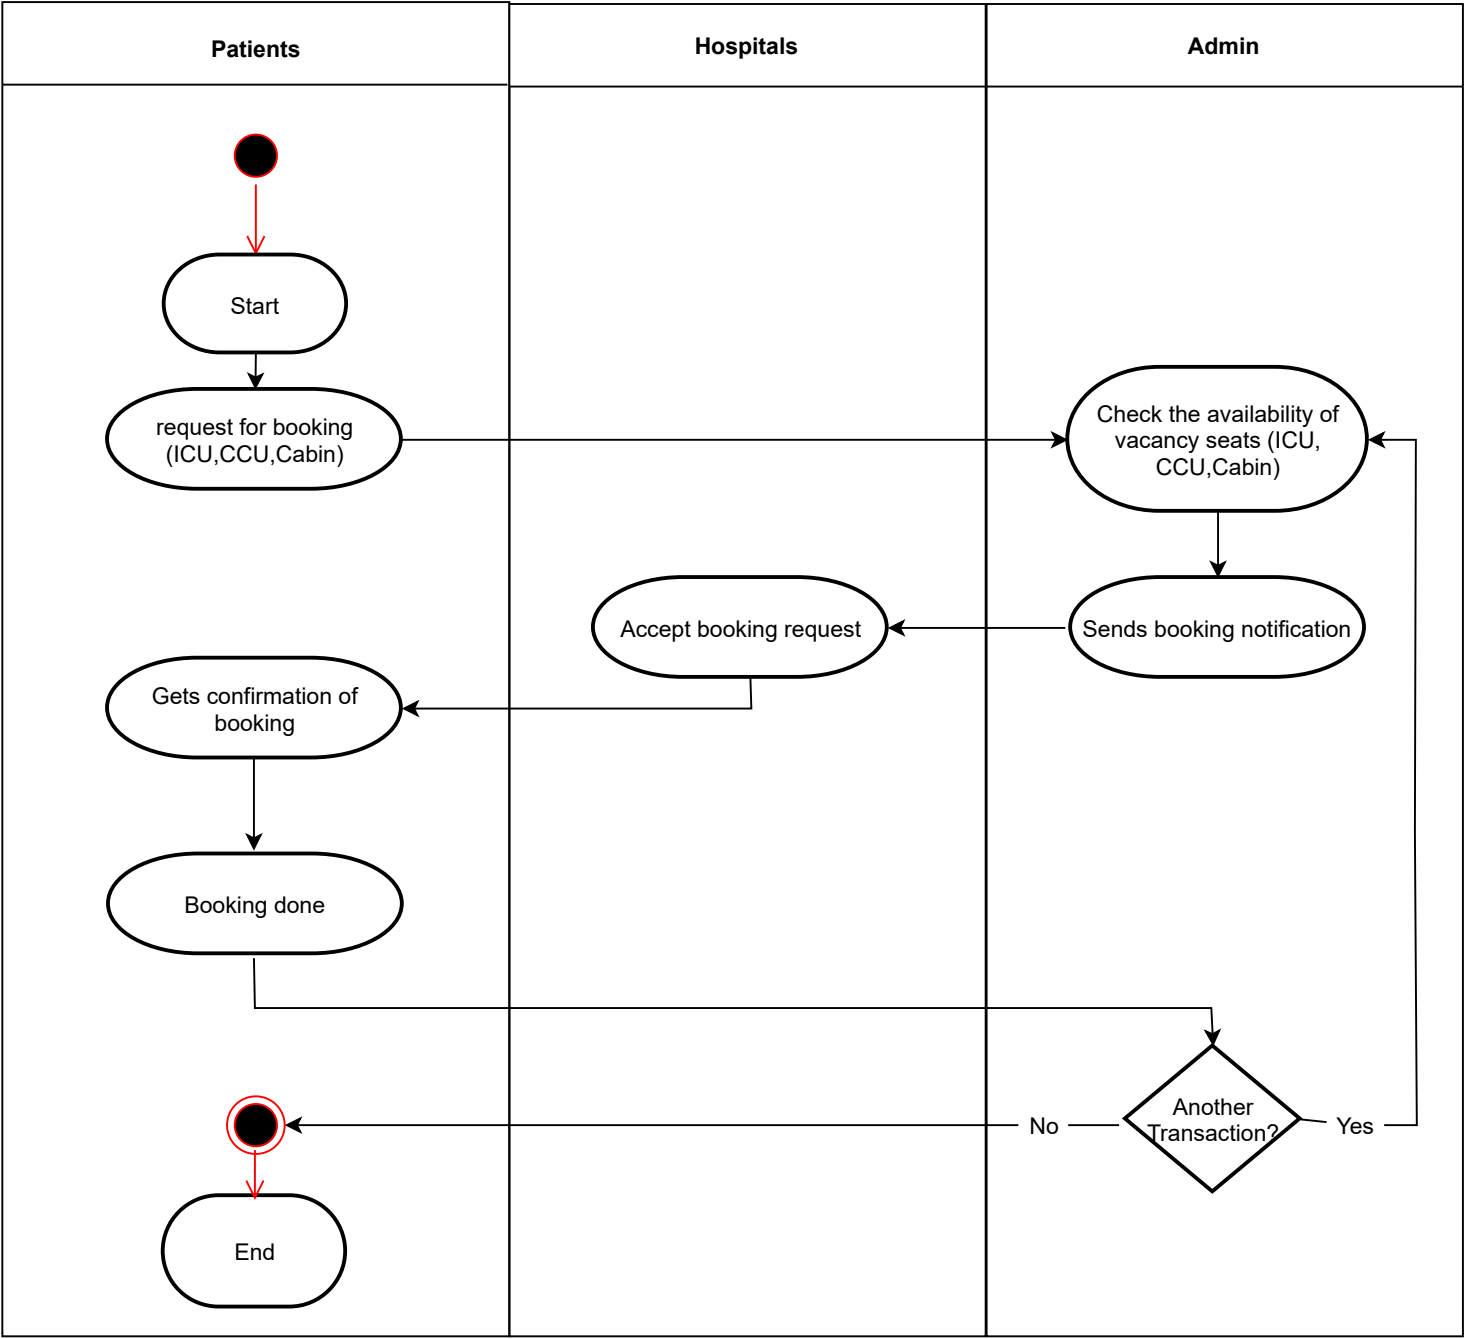 Patients
Hospitals
Admin
Start
request for booking
(ICU,CCU,Cabin)
Check the availability of
vacancy seats (ICU,
CCU,Cabin)
Accept booking request
Sends booking notification
Gets confirmation of
booking
Booking done
Another
Transaction?
No
Yes
End